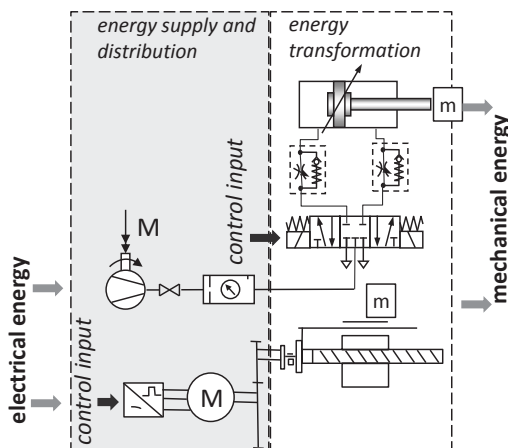 energy supply and
distribution
energy
transformation
m
mechanical energy
control input
M
m
electrical energy
control input
M